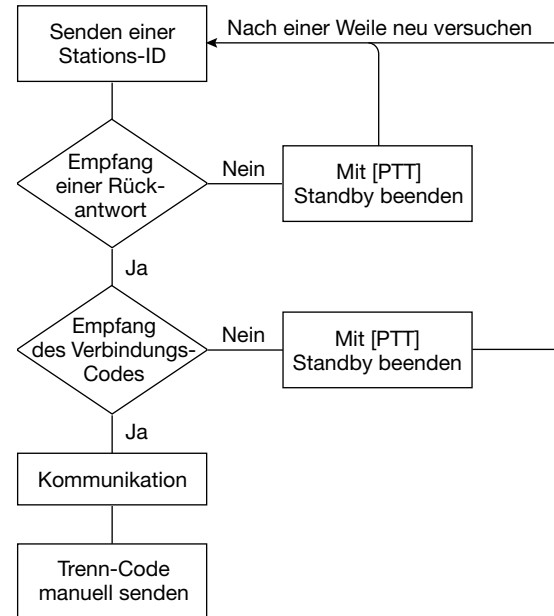 Senden einer
Stations-ID
Nach einer Weile neu versuchen
Empfang
einer Rück-
antwort
Nein
Mit [PTT]
Standby beenden
Ja
Empfang
des Verbindungs-
Codes
Nein
Mit [PTT]
Standby beenden
Ja
Kommunikation
Trenn-Code
manuell senden